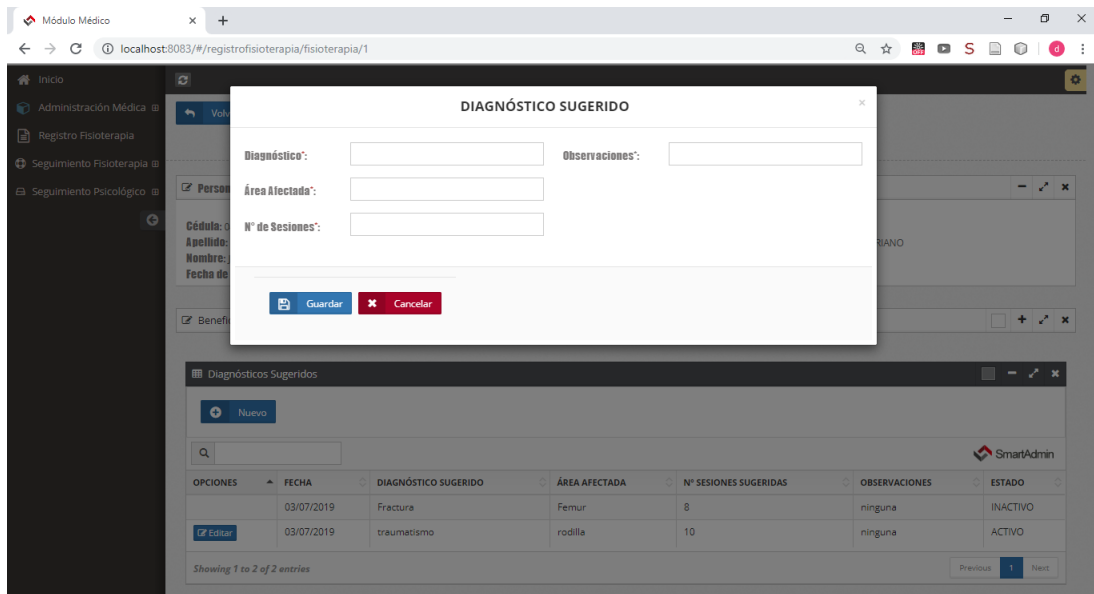 Módulo Médico
localhost:8083/#/registrofisioterapia/fisioterapia/1
OFF
S
d
Inicio
Administración Médica
Registro Fisioterapia
Seguimiento Fisioterapia
Seguimiento Psicológico
DIAGNÓSTICO SUGERIDO
Diagnóstico*:
Observaciones*:
Área Afectada*:
N° de Sesiones*:
Guardar
Cancelar
Cédula:
Apellido:
Nombre:
Fecha de
Diagnósticos Sugeridos
Nuevo
SmartAdmin
OPCIONES FECHA DIAGNÓSTICO SUGERIDO ÁREA AFECTADA N° SESIONES SUGERIDAS OBSERVACIONES ESTADO
03/07/2019 Fractura Femur 8 ninguna INACTIVO
Editar 03/07/2019 traumatismo rodilla 10 ninguna ACTIVO
Showing 1 to 2 of 2 entries
Previous 1 Next